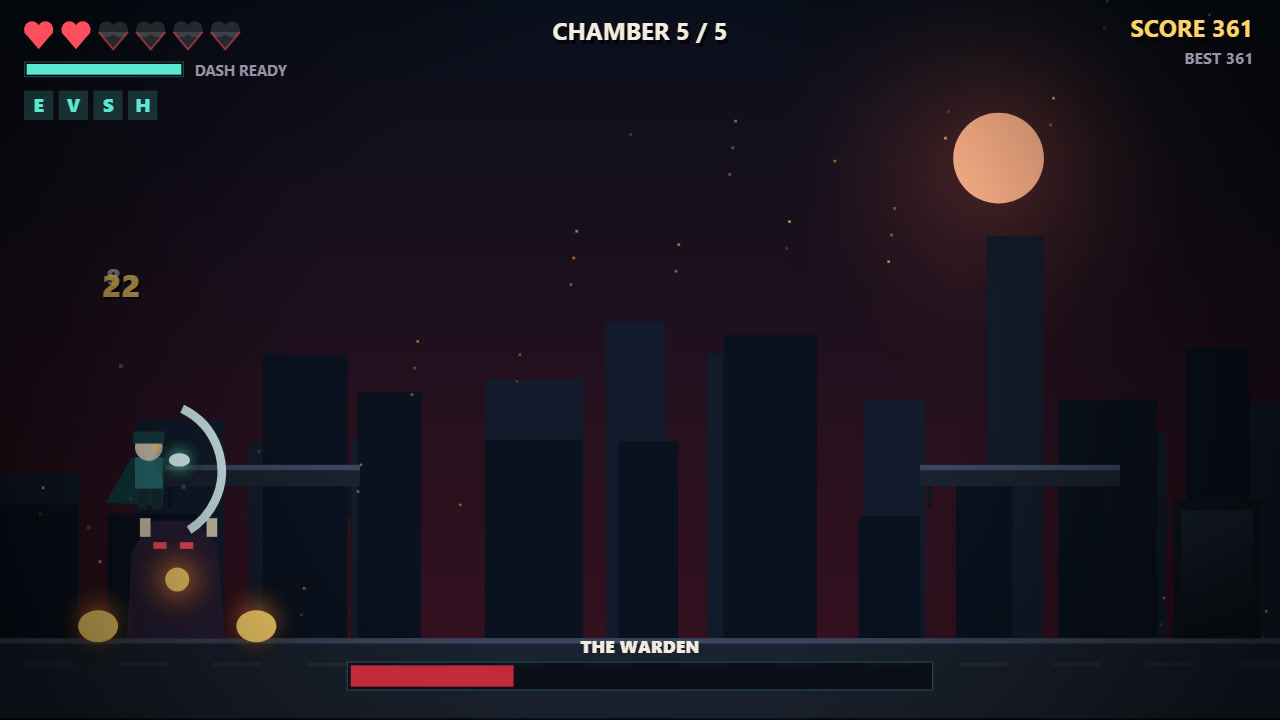 CHAMBER 5 / 5
SCORE 361
BEST 361
DASH READY
E V S H
22
THE WARDEN